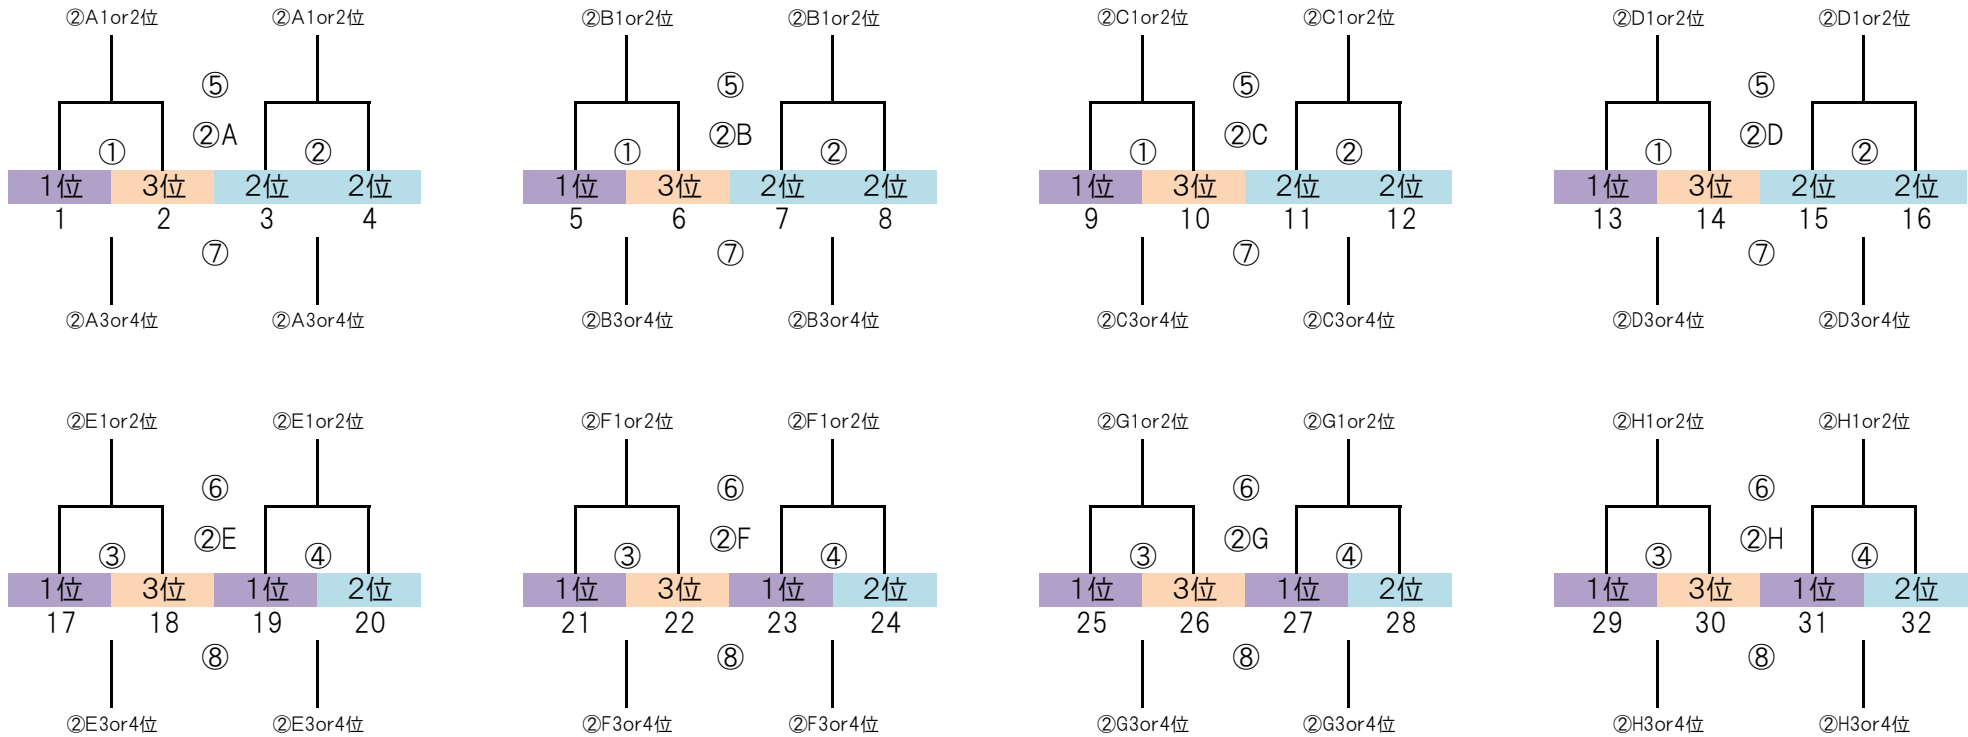 ②A1or2位 ②A1or2位 ②B1or2位 ②B1or2位 ②C1or2位 ②C1or2位 ②D1or2位 ②D1or2位
⑤ ⑤ ⑤ ⑤
②A ②B ②C ②D
① ② ① ② ① ② ① ②
1位 3位 2位 2位 1位 3位 2位 2位 1位 3位 2位 2位 1位 3位 2位 2位
1 2 3 4 5 6 7 8 9 10 11 12 13 14 15 16
⑦ ⑦ ⑦ ⑦
②A3or4位 ②A3or4位 ②B3or4位 ②B3or4位 ②C3or4位 ②C3or4位 ②D3or4位 ②D3or4位
②E1or2位 ②E1or2位 ②F1or2位 ②F1or2位 ②G1or2位 ②G1or2位 ②H1or2位 ②H1or2位
⑥ ⑥ ⑥ ⑥
②E ②F ②G ②H
③ ④ ③ ④ ③ ④ ③ ④
1位 3位 1位 2位 1位 3位 1位 2位 1位 3位 1位 2位 1位 3位 1位 2位
17 18 19 20 21 22 23 24 25 26 27 28 29 30 31 32
⑧ ⑧ ⑧ ⑧
②E3or4位 ②E3or4位 ②F3or4位 ②F3or4位 ②G3or4位 ②G3or4位 ②H3or4位 ②H3or4位